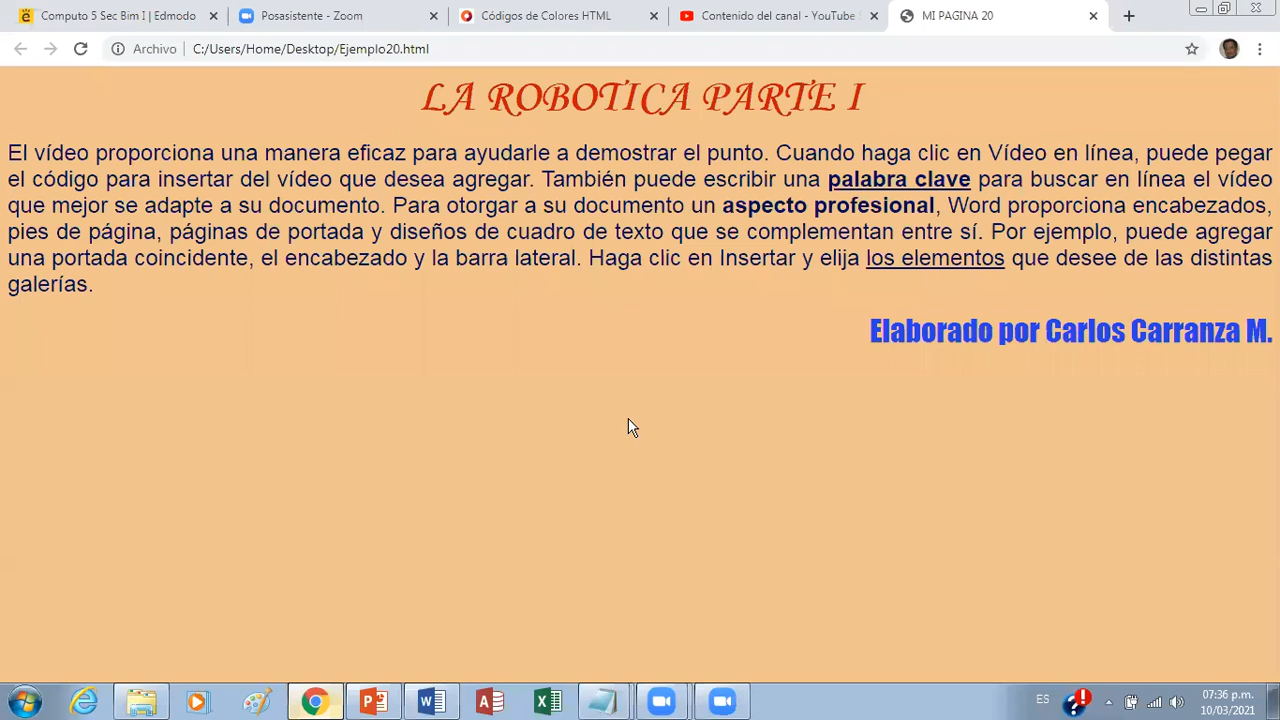 Computo 5 Sec Bim I | Edmodo
Posasistente - Zoom
Códigos de Colores HTML
Contenido del canal - YouTube
MI PAGINA 20
Archivo C:/Users/Home/Desktop/Ejemplo20.html
LA ROBOTICA PARTE I
El vídeo proporciona una manera eficaz para ayudarle a demostrar el punto. Cuando haga clic en Vídeo en línea, puede pegar
el código para insertar del vídeo que desea agregar. También puede escribir una palabra clave para buscar en línea el vídeo
que mejor se adapte a su documento. Para otorgar a su documento un aspecto profesional, Word proporciona encabezados,
pies de página, páginas de portada y diseños de cuadro de texto que se complementan entre sí. Por ejemplo, puede agregar
una portada coincidente, el encabezado y la barra lateral. Haga clic en Insertar y elija los elementos que desee de las distintas
galerías.
Elaborado por Carlos Carranza M.
ES
07:36 p.m.
10/03/2021